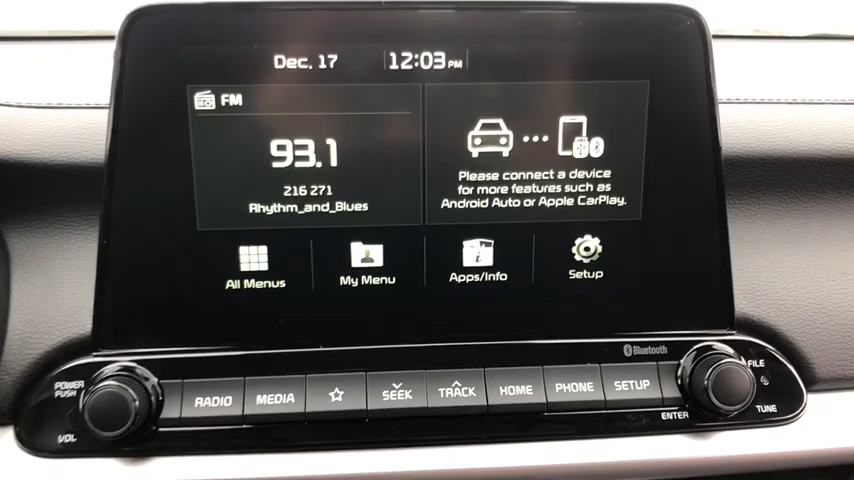 Dec. 17 12:03 PM
FM
93.1
216 271
Rhythm_and_Blues
Please connect a device
for more features such as
Android Auto or Apple CarPlay.
All Menus
My Menu
Apps/Info
Setup
Bluetooth
POWER
PUSH
VOL
RADIO
MEDIA
SEEK
TRACK
HOME
PHONE
SETUP
FILE
TUNE
ENTER